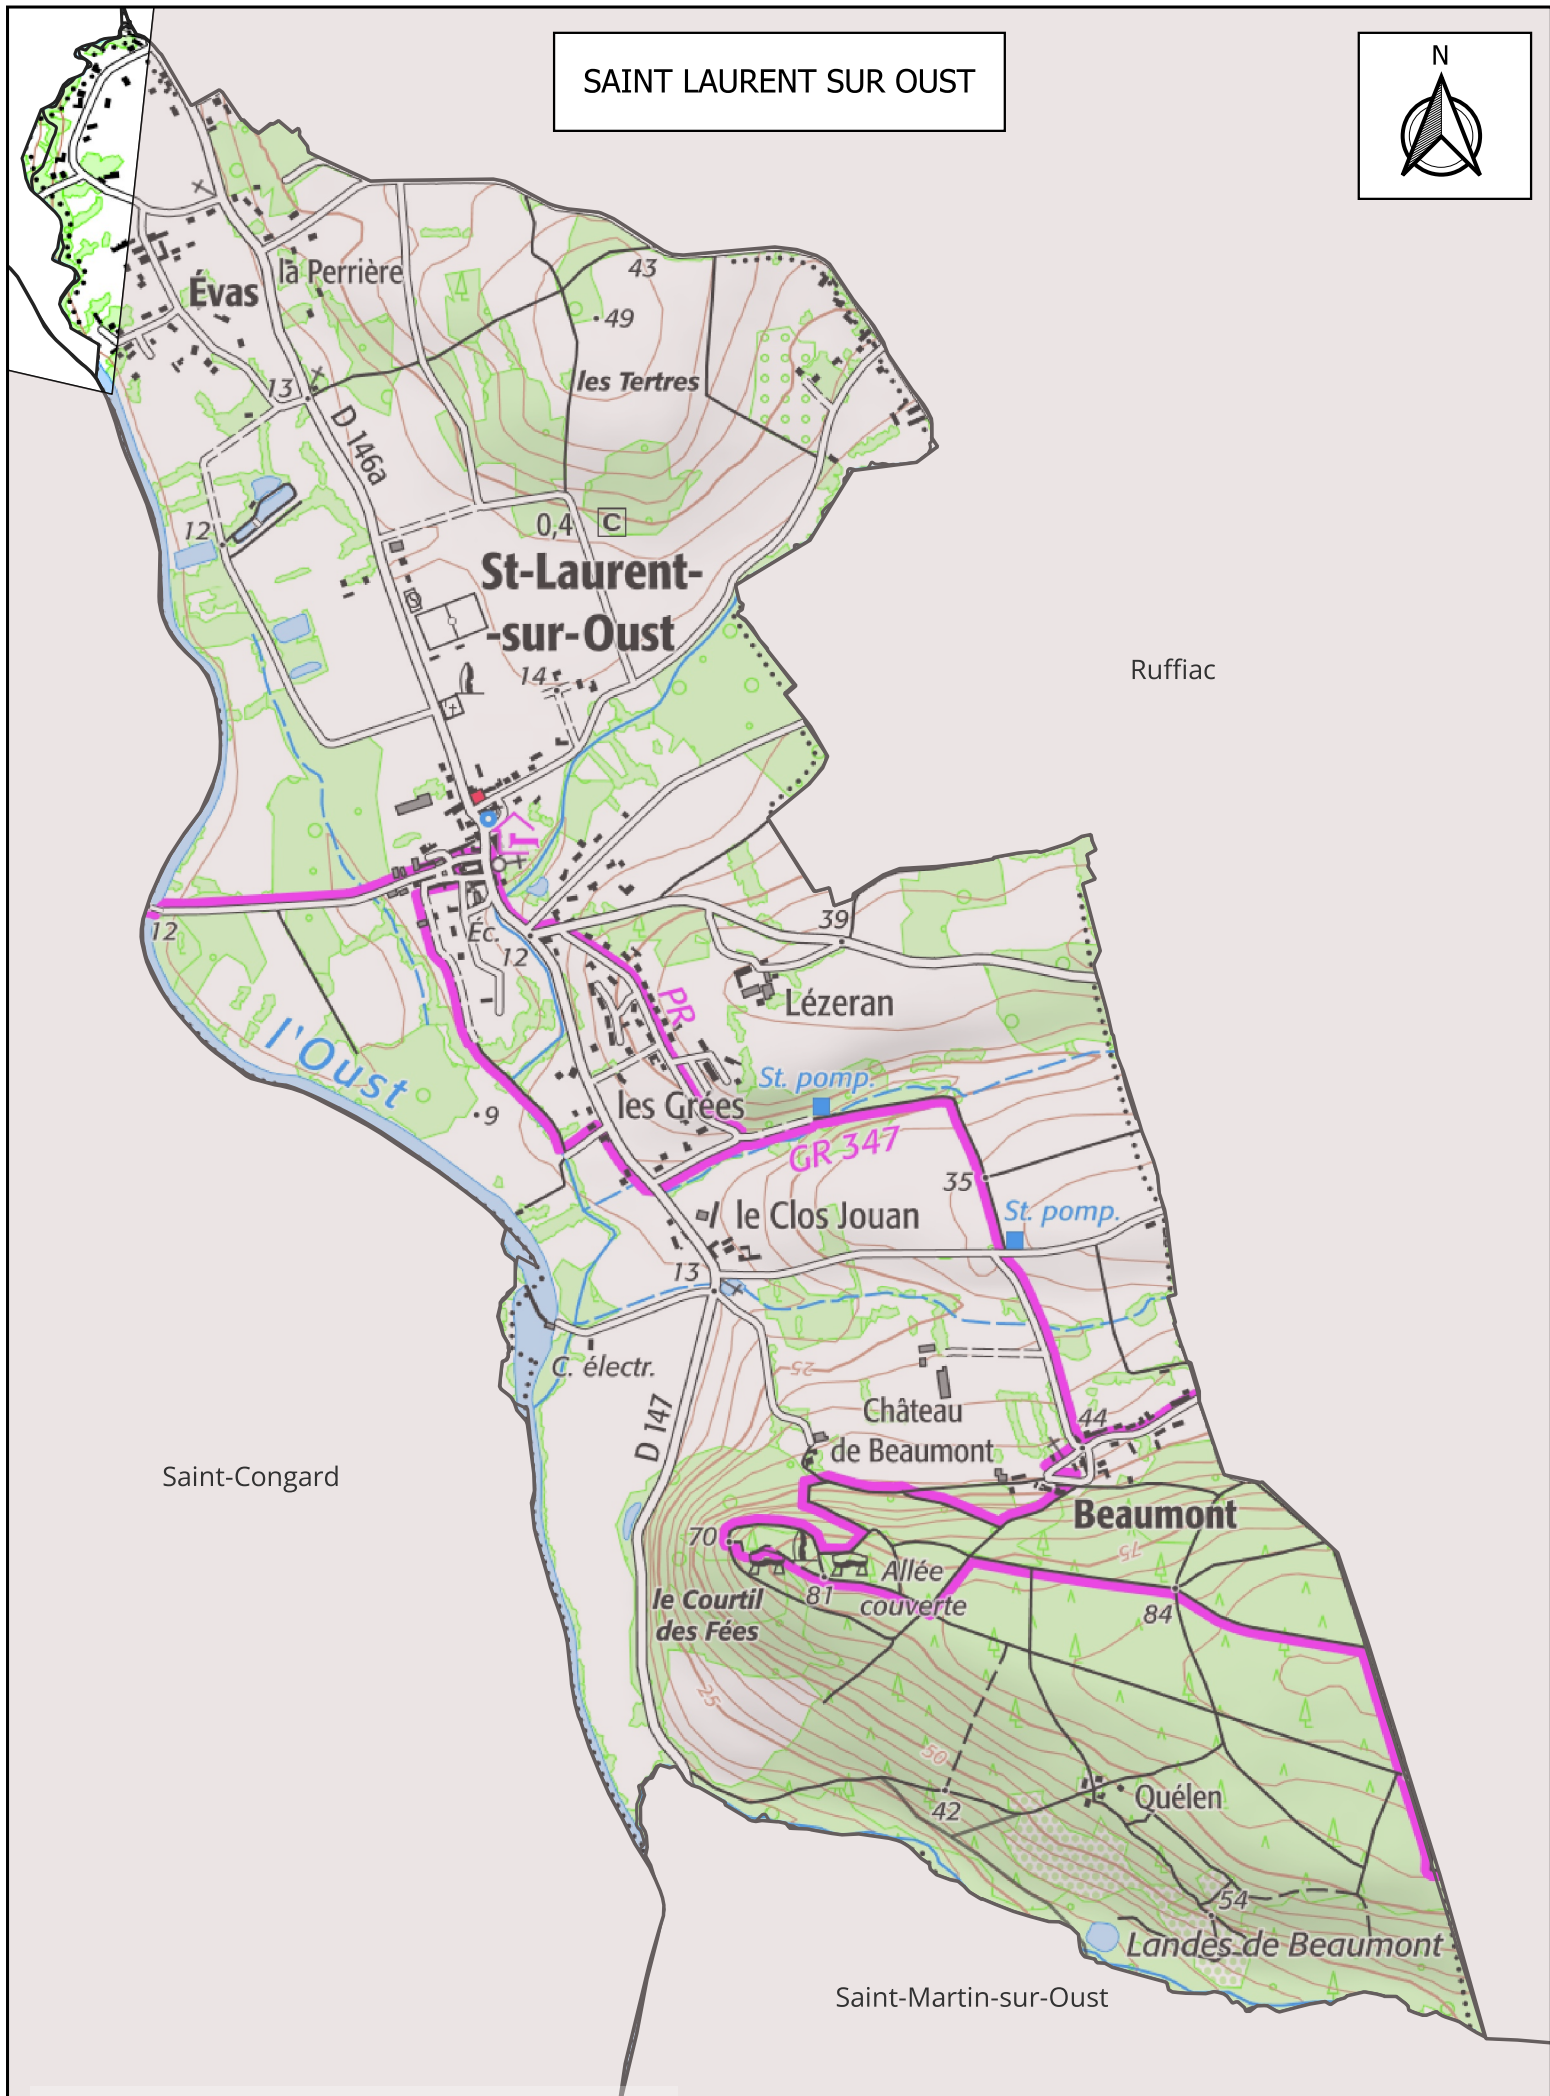 SAINT LAURENT SUR OUST
N
la Perrière
Évas
43
49
les Tertres
13
D 146a
12
0,4 C
St-Laurent-
-sur-Oust
Ruffiac
14
12
Éc.
12
39
PR
Lézeran
l'Oust
St. pomp.
les Grées
9
GR 347
35
St. pomp.
le Clos Jouan
13
C. électr.
25
D 147
Château
de Beaumont
44
Saint-Congard
Beaumont
70
75
Allée
couverte
81
84
le Courtil
des Fées
25
50
42
Quélen
54
Landes de Beaumont
Saint-Martin-sur-Oust